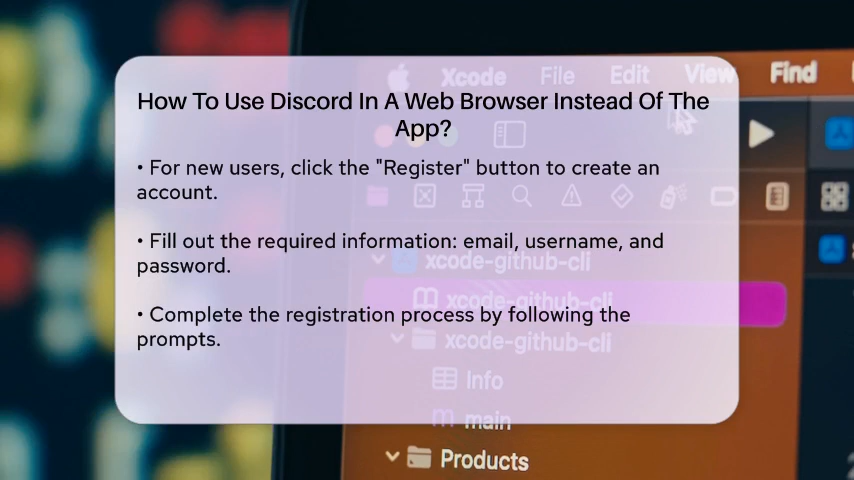 How To Use Discord In A Web Browser Instead Of The
App?
• For new users, click the "Register" button to create an
account.
• Fill out the required information: email, username, and
password.
• Complete the registration process by following the
prompts.
Xcode File Edit View Find
xcode-github-cli
xcode-github-cli
xcode-github-cli
Info
main
Products